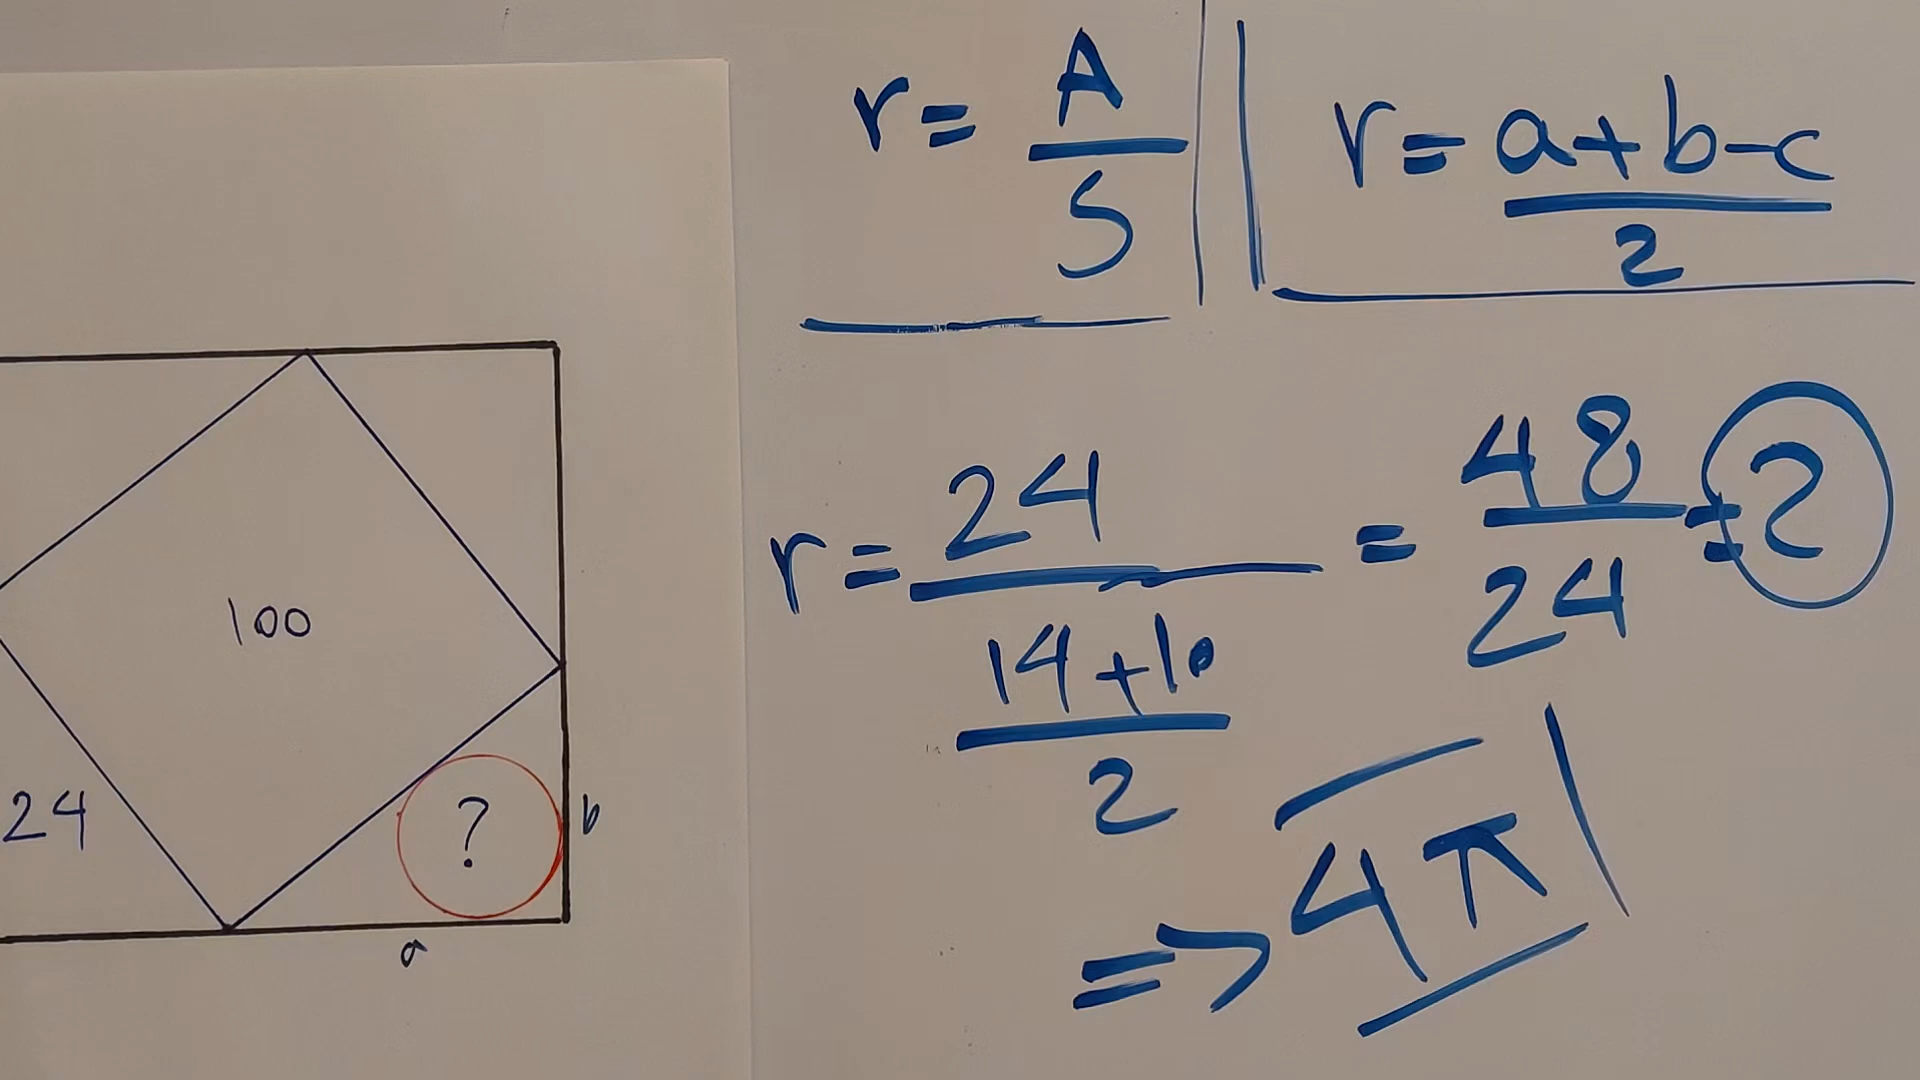 r = A/S
r = a+b-c/2
r = 24/(14+10/2) = 48/24 = 2
⇒ 4π
100
24
?
b
a